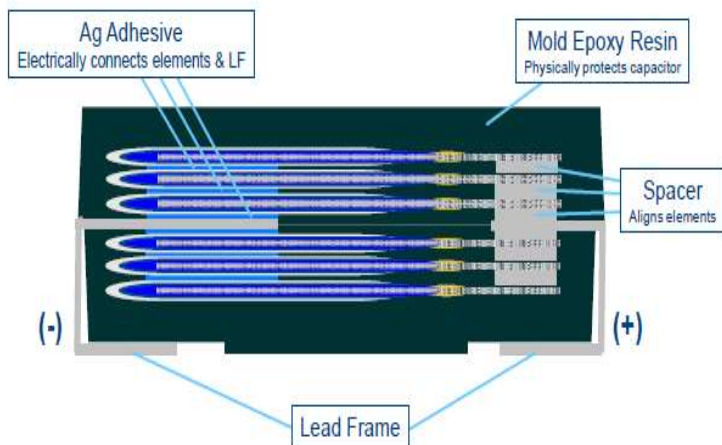 Ag Adhesive
Electrically connects elements & LF
Mold Epoxy Resin
Physically protects capacitor
Spacer
Aligns elements
(-)
(+)
Lead Frame